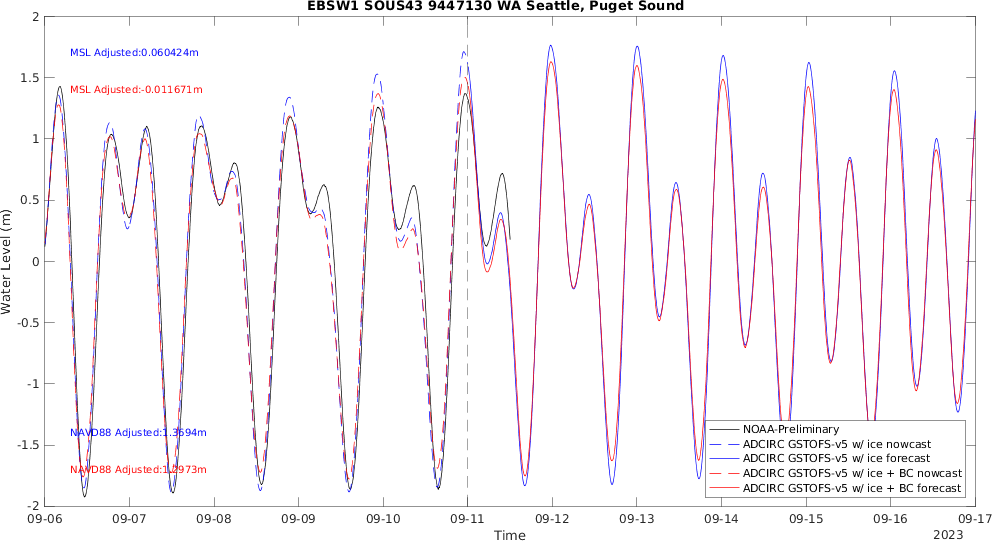 EBSW1 SOUS43 9447130 WA Seattle, Puget Sound
2
MSL Adjusted:0.060424m
1.5
MSL Adjusted:-0.011671m
1
0.5
Water Level (m)
0
-0.5
-1
NAVD88 Adjusted:1.3694m
-1.5
NAVD88 Adjusted:1.2973m
-2
NOAA-Preliminary
ADCIRC GSTOFS-v5 w/ ice nowcast
ADCIRC GSTOFS-v5 w/ ice forecast
ADCIRC GSTOFS-v5 w/ ice + BC nowcast
ADCIRC GSTOFS-v5 w/ ice + BC forecast
09-06 09-07 09-08 09-09 09-10 09-11 09-12 09-13 09-14 09-15 09-16 09-17
Time
2023